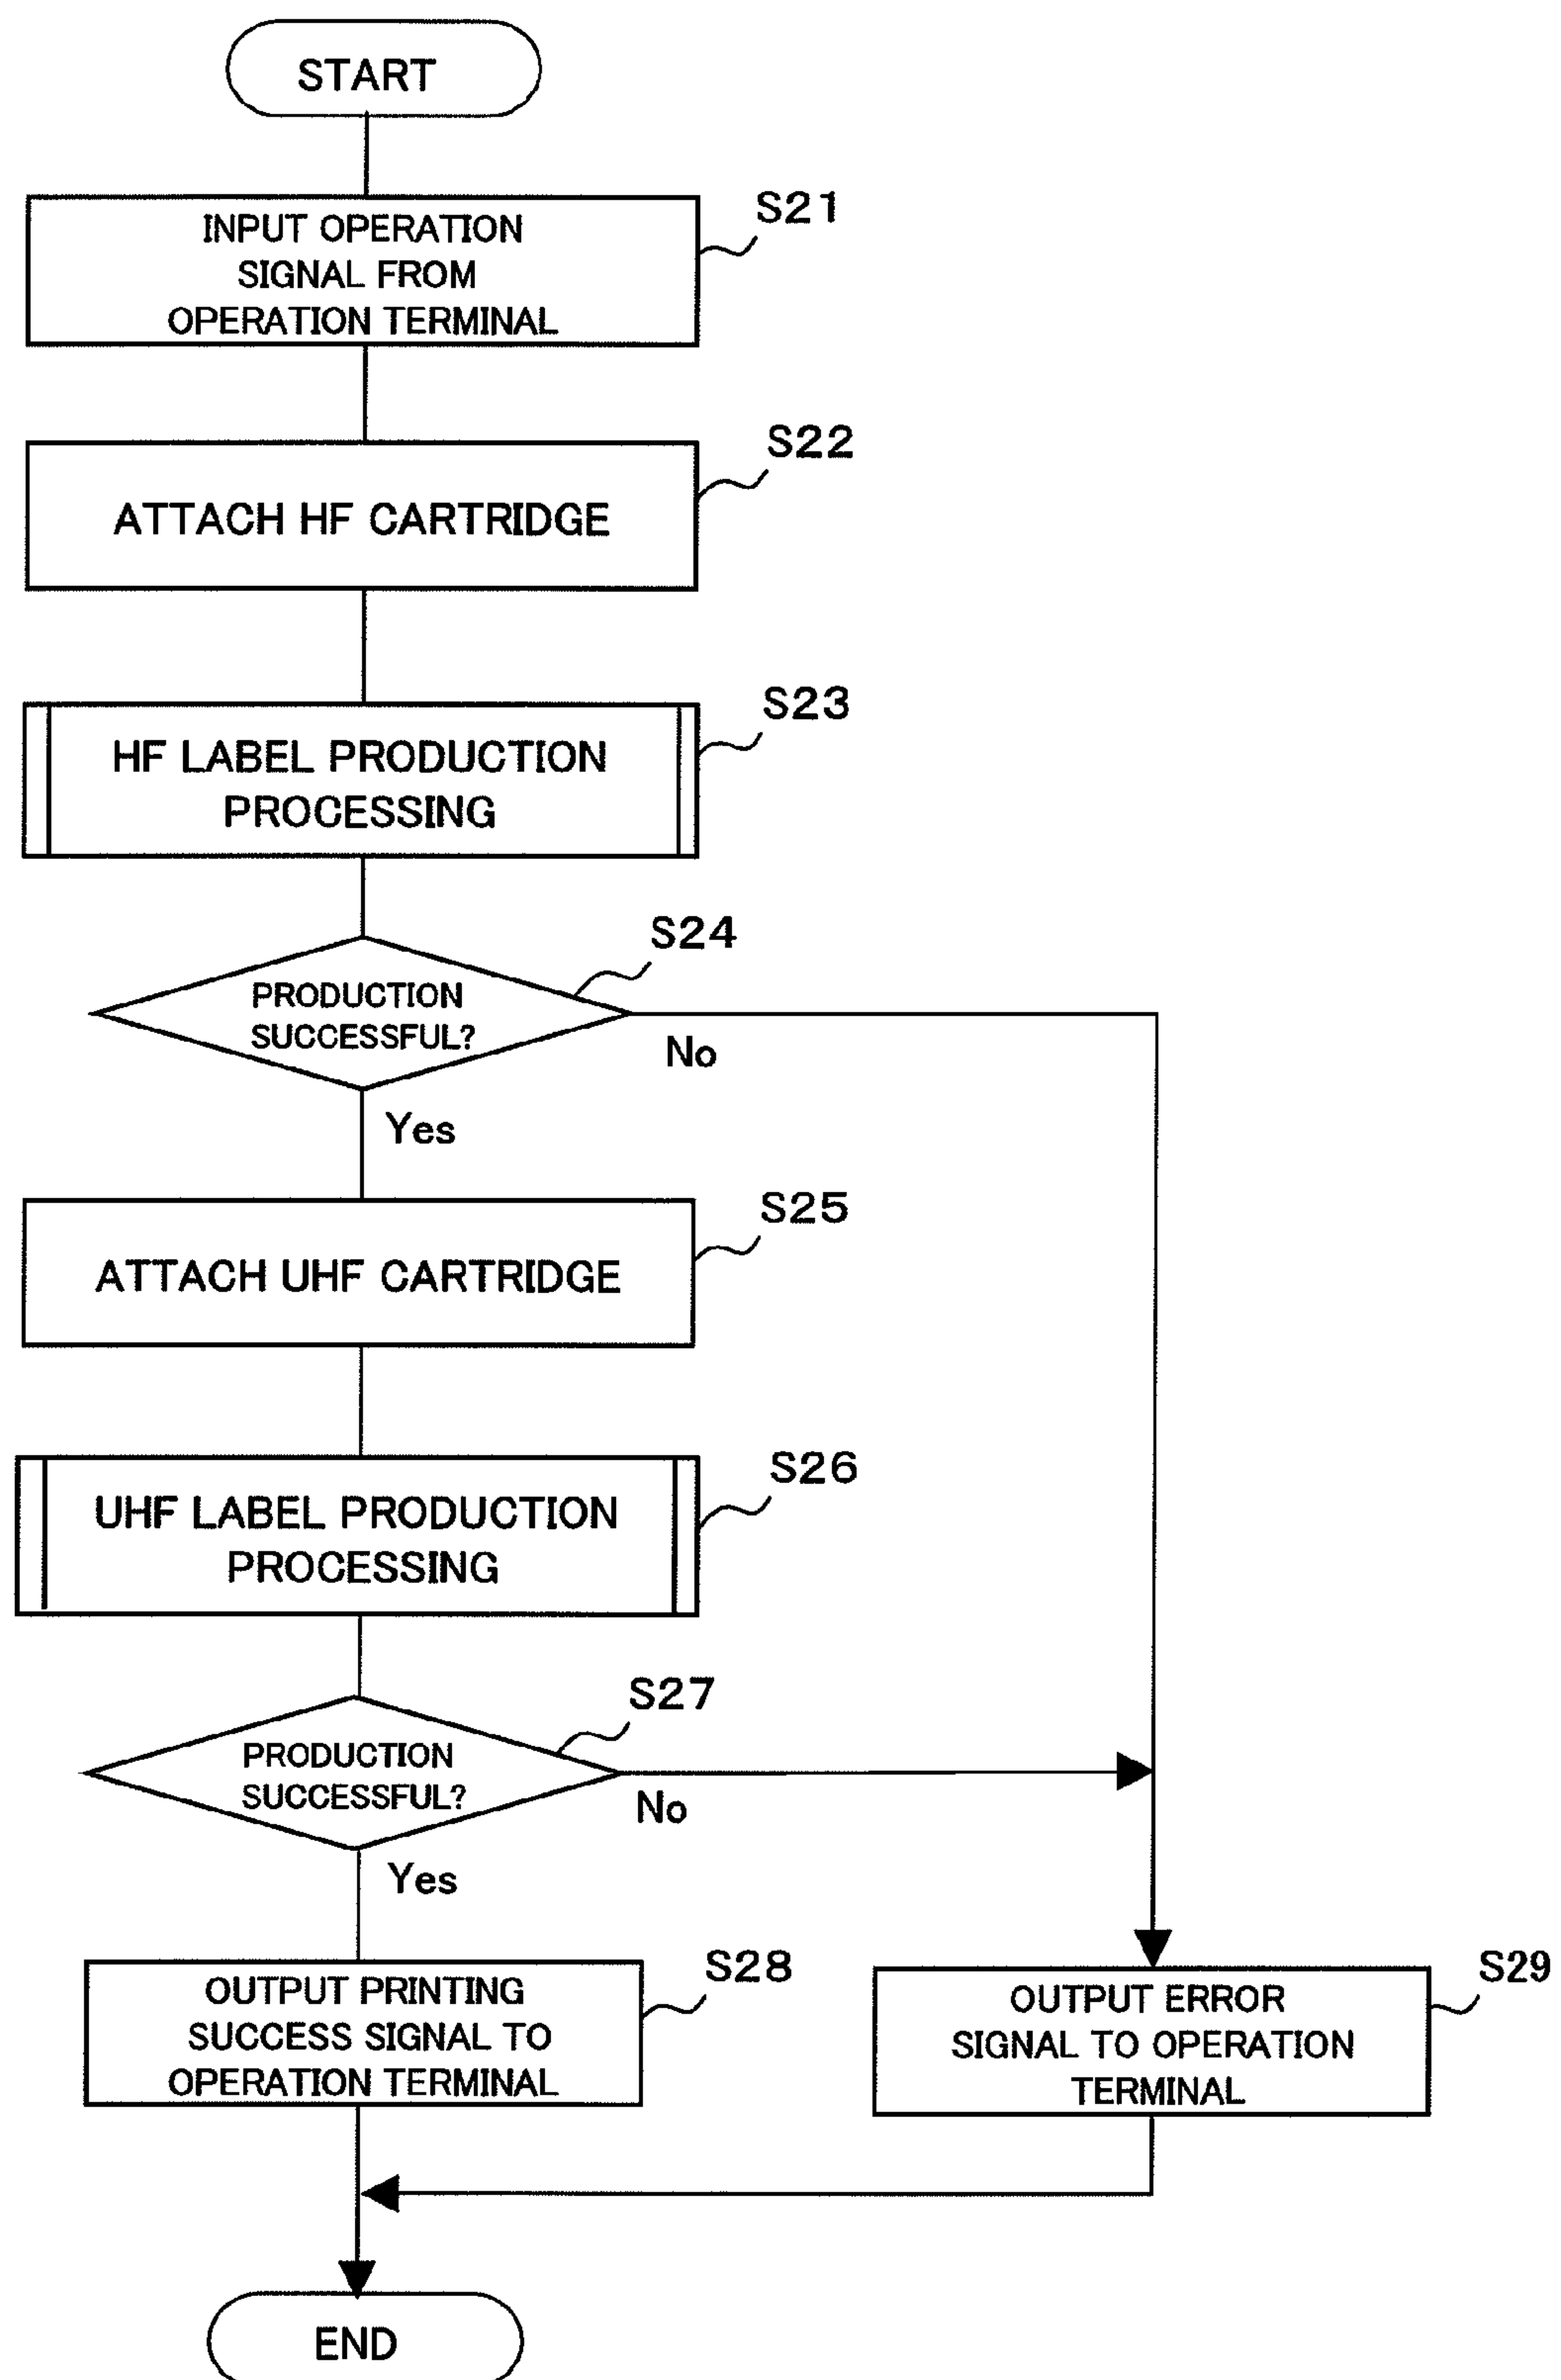 START
S21
INPUT OPERATION
SIGNAL FROM
OPERATION TERMINAL
S22
ATTACH HF CARTRIDGE
S23
HF LABEL PRODUCTION
PROCESSING
S24
PRODUCTION
SUCCESSFUL?
No
Yes
S25
ATTACH UHF CARTRIDGE
S26
UHF LABEL PRODUCTION
PROCESSING
S27
PRODUCTION
SUCCESSFUL?
No
Yes
S28
OUTPUT PRINTING
SUCCESS SIGNAL TO
OPERATION TERMINAL
S29
OUTPUT ERROR
SIGNAL TO OPERATION
TERMINAL
END